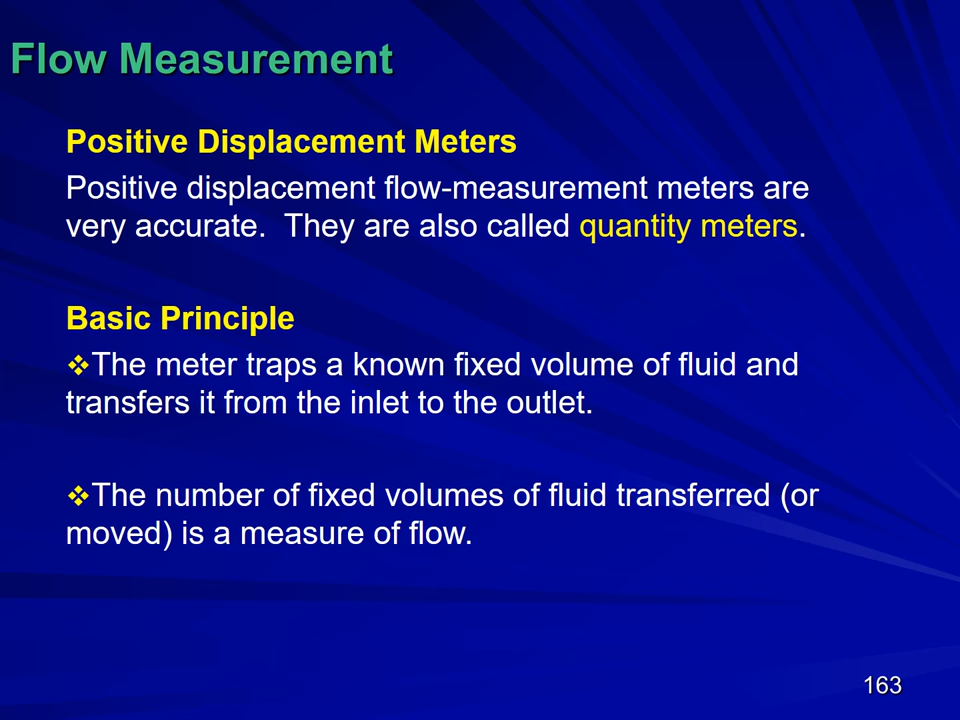 Flow Measurement
Positive Displacement Meters
Positive displacement flow-measurement meters are
very accurate.  They are also called quantity meters.
Basic Principle
❖The meter traps a known fixed volume of fluid and
transfers it from the inlet to the outlet.
❖The number of fixed volumes of fluid transferred (or
moved) is a measure of flow.
163